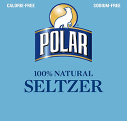 CALORIE-FREE SODIUM-FREE
POLAR
100% NATURAL
SELTZER